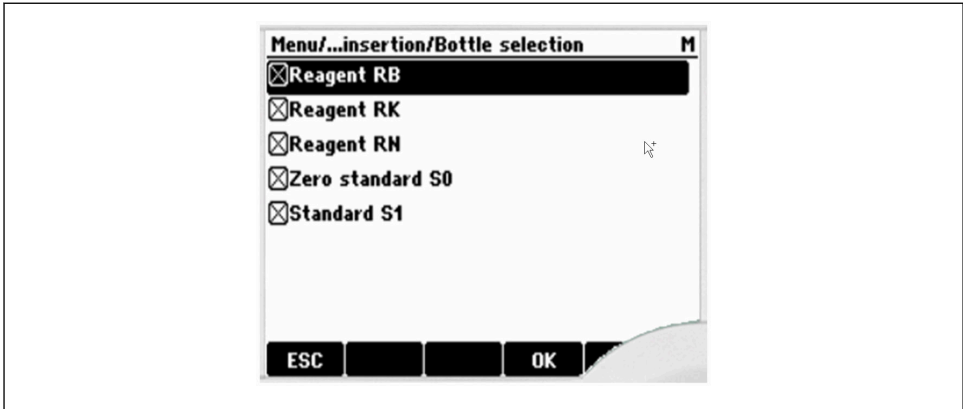 Menu/...insertion/Bottle selection M
Reagent RB
Reagent RK
Reagent RN
Zero standard S0
Standard S1
ESC OK